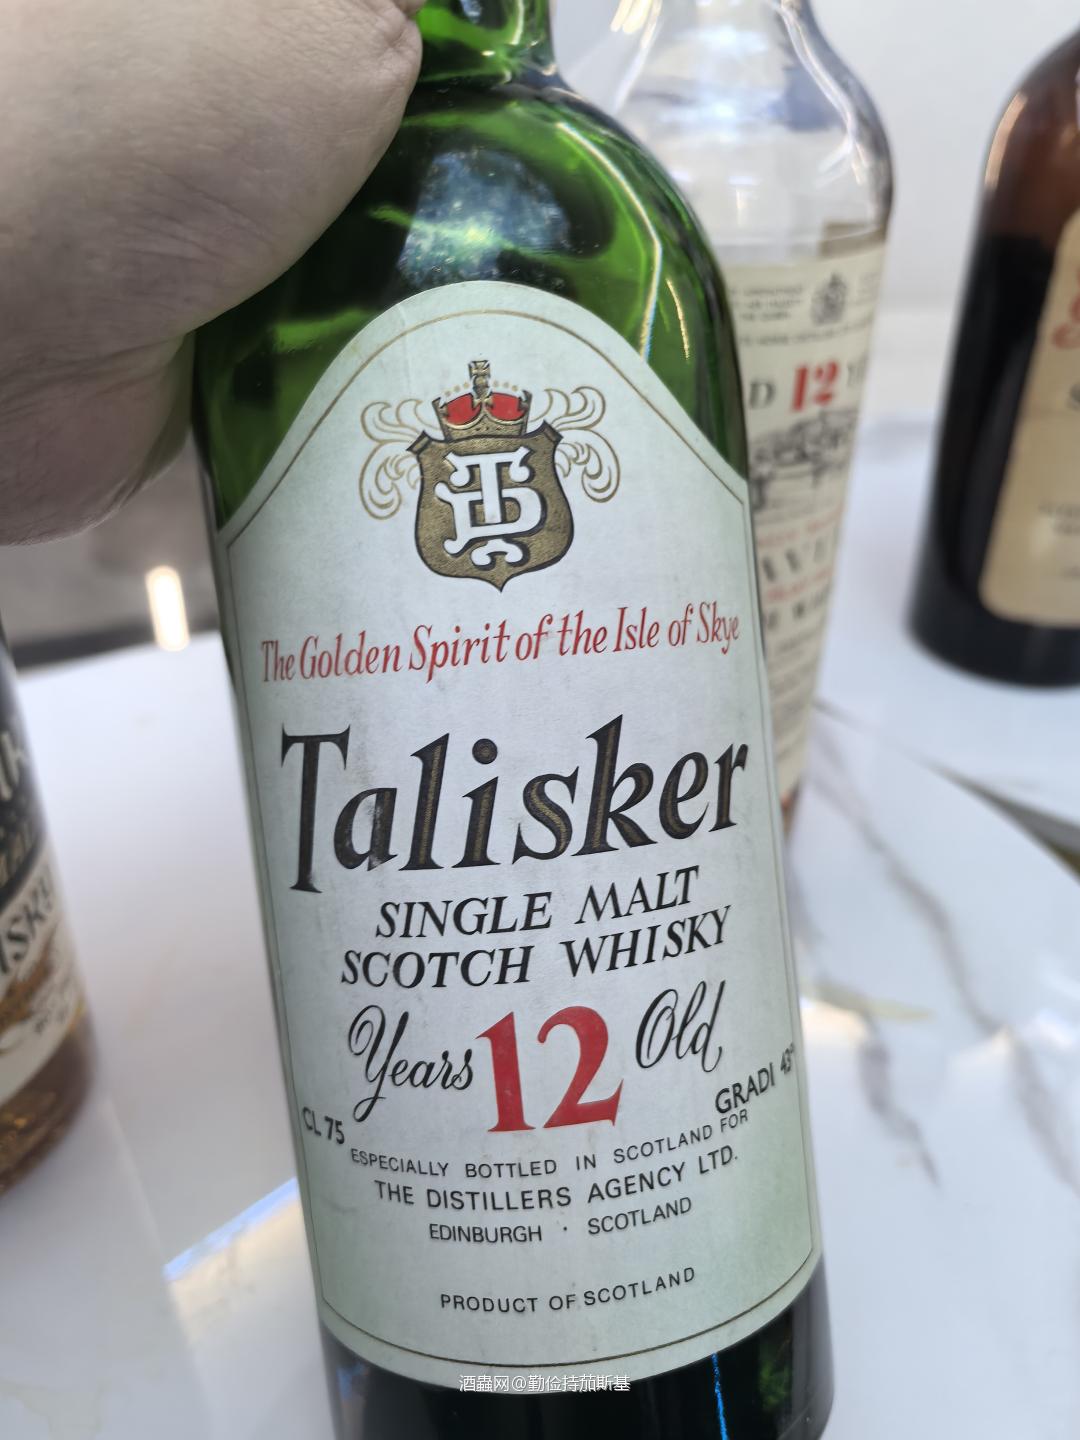 TD
The Golden Spirit of the Isle of Skye
Talisker
SINGLE MALT
SCOTCH WHISKY
Years 12 Old
CL 75
GRADI 43°
ESPECIALLY BOTTLED IN SCOTLAND FOR
THE DISTILLERS AGENCY LTD.
EDINBURGH · SCOTLAND
PRODUCT OF SCOTLAND
12
酒蟲网@勤俭持茄斯基